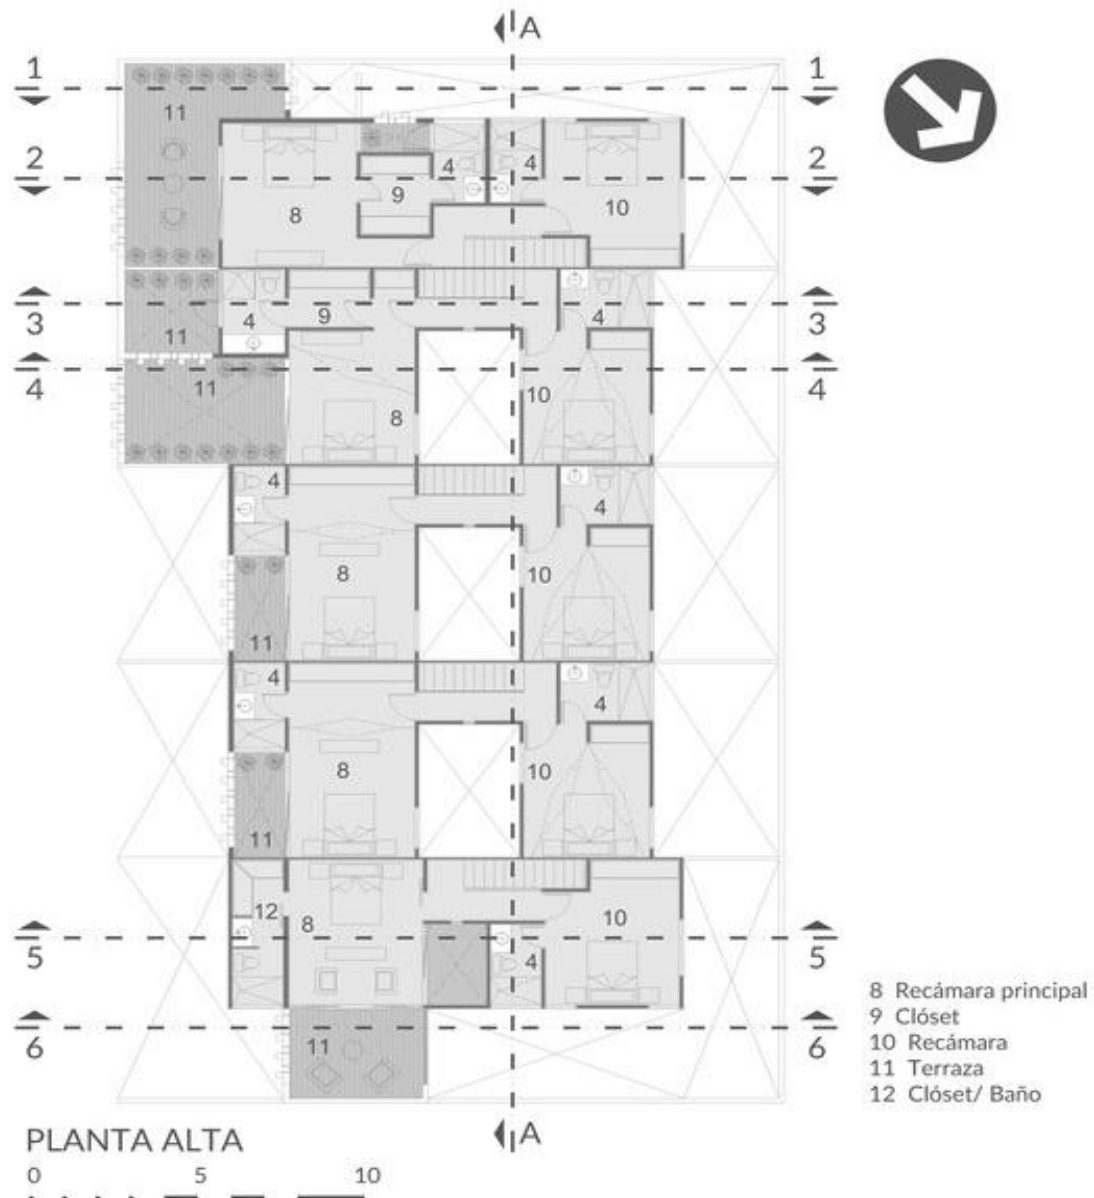 A
1 1
11
2 4 4 2
9
8 10
3 4 9 4 3
11
4 11 10 4
8
4
4
8 10
11
4
4
8 10
11
12 8 10
5 4 5
6 11 6
8 Recámara principal
9 Clóset
10 Recámara
11 Terraza
12 Clóset/ Baño
A
PLANTA ALTA
0 5 10